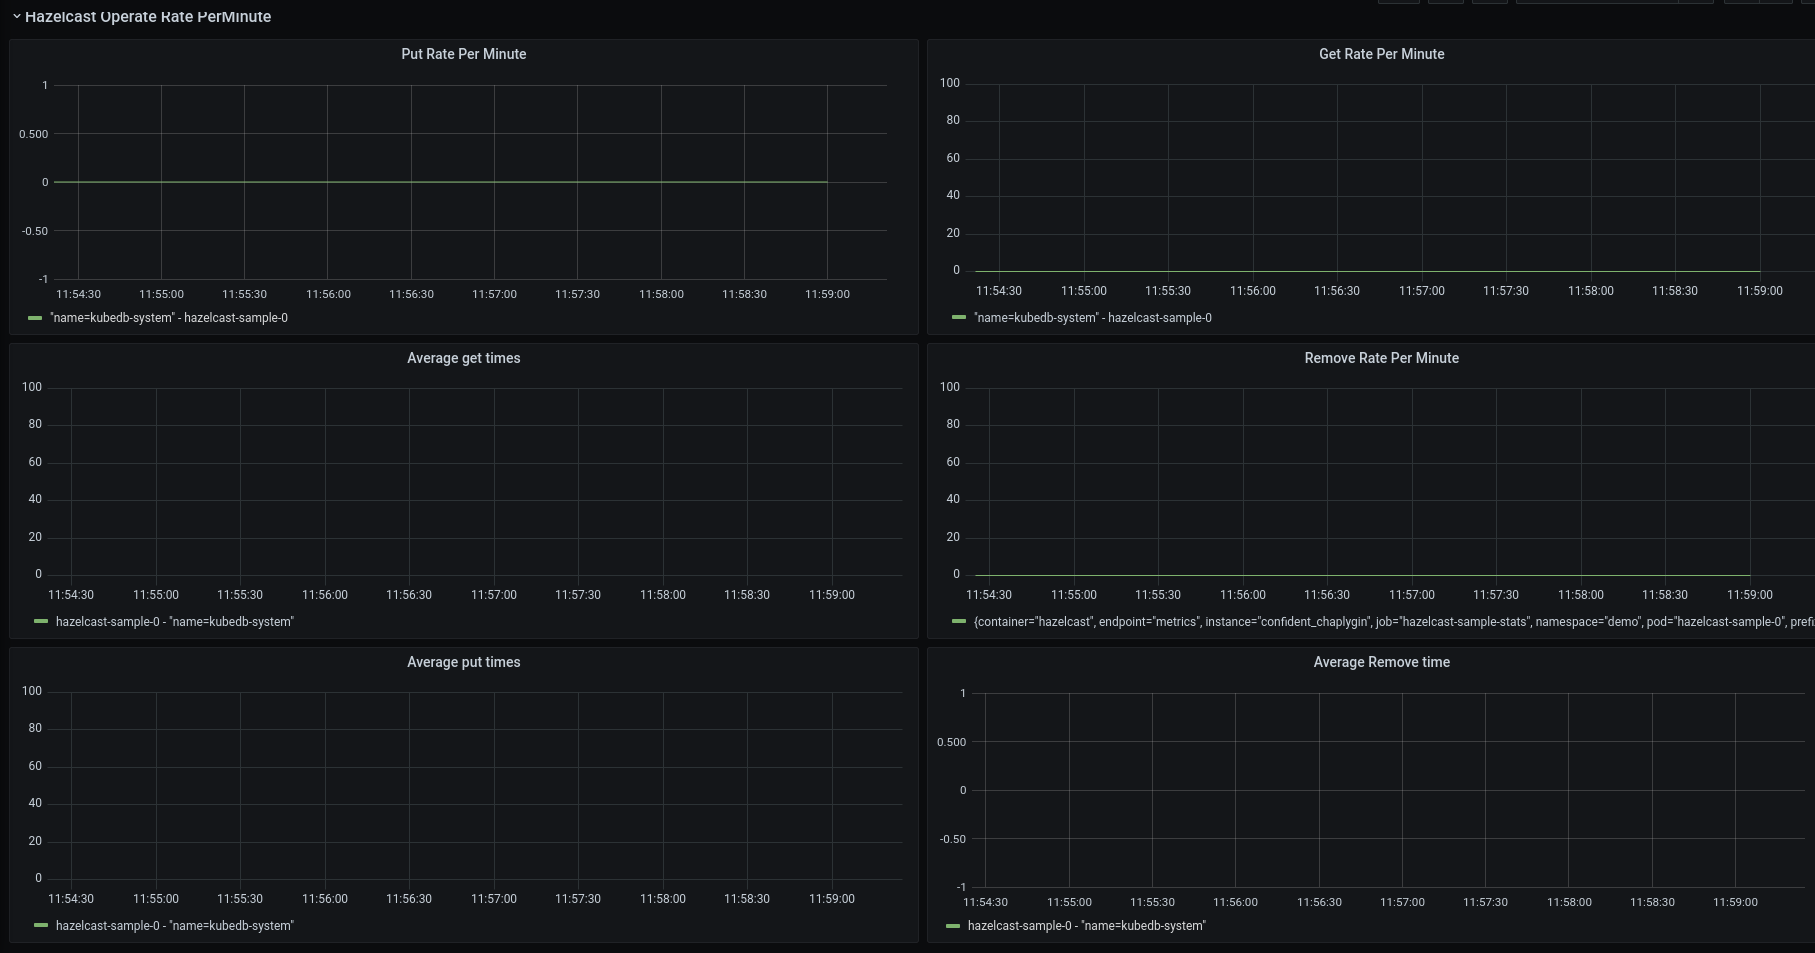 Hazelcast Operate Rate PerMinute
Put Rate Per Minute
1
0.500
0
-0.50
-1
11:54:30 11:55:00 11:55:30 11:56:00 11:56:30 11:57:00 11:57:30 11:58:00 11:58:30 11:59:00
"name=kubedb-system" - hazelcast-sample-0
Get Rate Per Minute
100
80
60
40
20
0
11:54:30 11:55:00 11:55:30 11:56:00 11:56:30 11:57:00 11:57:30 11:58:00 11:58:30 11:59:00
"name=kubedb-system" - hazelcast-sample-0
Average get times
100
80
60
40
20
0
11:54:30 11:55:00 11:55:30 11:56:00 11:56:30 11:57:00 11:57:30 11:58:00 11:58:30 11:59:00
hazelcast-sample-0 - "name=kubedb-system"
Remove Rate Per Minute
100
80
60
40
20
0
11:54:30 11:55:00 11:55:30 11:56:00 11:56:30 11:57:00 11:57:30 11:58:00 11:58:30 11:59:00
{container="hazelcast", endpoint="metrics", instance="confident_chaplygin", job="hazelcast-sample-stats", namespace="demo", pod="hazelcast-sample-0", prefi
Average put times
100
80
60
40
20
0
11:54:30 11:55:00 11:55:30 11:56:00 11:56:30 11:57:00 11:57:30 11:58:00 11:58:30 11:59:00
hazelcast-sample-0 - "name=kubedb-system"
Average Remove time
1
0.500
0
-0.50
-1
11:54:30 11:55:00 11:55:30 11:56:00 11:56:30 11:57:00 11:57:30 11:58:00 11:58:30 11:59:00
hazelcast-sample-0 - "name=kubedb-system"